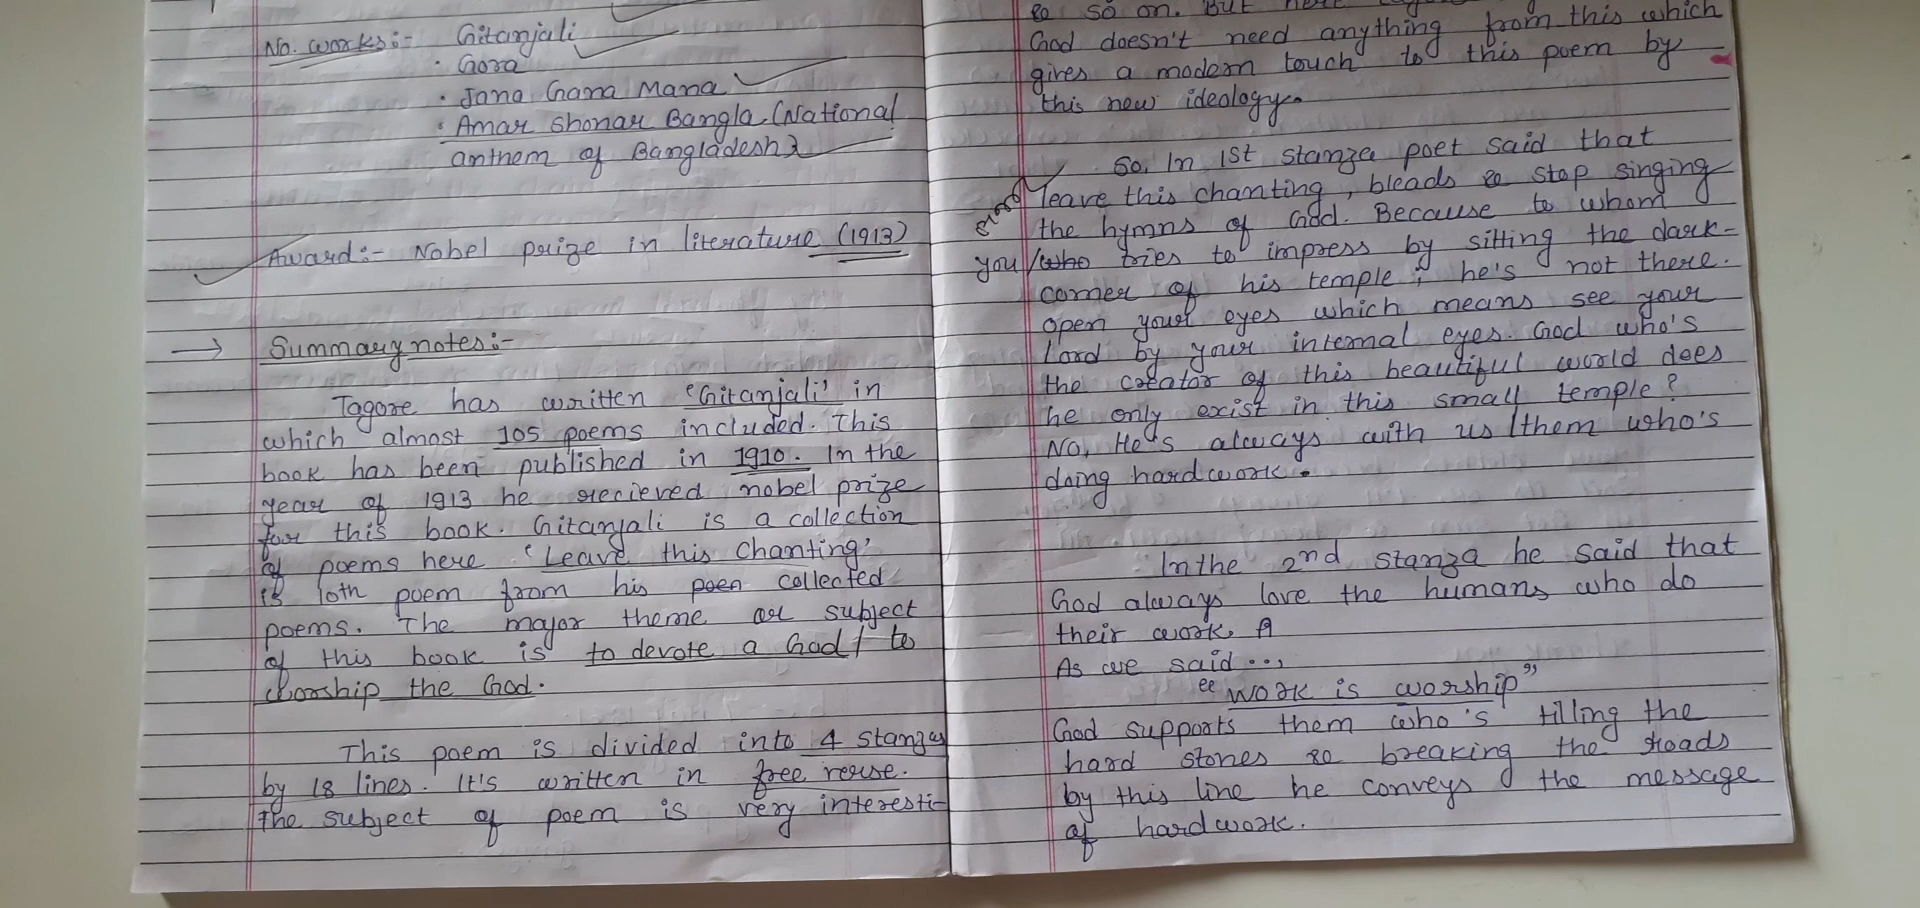 No. works:- Gitanjali
· Gora
· Jana Gana Mana
· Amar Shonar Bangla (National
anthem of Bangladesh)
Award:- Nobel prize in literature (1913)
→ Summary notes:-
Tagore has written 'Gitanjali' in
which almost 105 poems included. This
book has been published in 1910. In the
year of 1913 he recieved nobel prize
for this book. Gitanjali is a collection
of poems here 'Leave this chanting'
is 10th poem from his poen collected
poems. The major theme or subject
of this book is to devote a God / to
worship the God.
This poem is divided into 4 stanzas
by 18 lines. It's written in free verse.
The subject of poem is very interesti-
& so on. But here
God doesn't need anything from this which
gives a modern touch to this poem by
this new ideology.
So, In 1st stanza poet said that
leave this chanting, bleads & stop singing
the hymns of God. Because to whom
you / who tries to impress by sitting the dark-
corner of his temple; he's not there.
open your eyes which means see your
Lord by your internal eyes. God who's
the creator of this beautiful world does
he only exist in this small temple?
No, He's always with us / them who's
doing hardwork.
In the 2nd stanza he said that
God always love the humans who do
their work. A
As we said...,
"Work is worship"
God supports them who's tilling the
hard stones & breaking the roads
by this line he conveys the message
of hardwork.